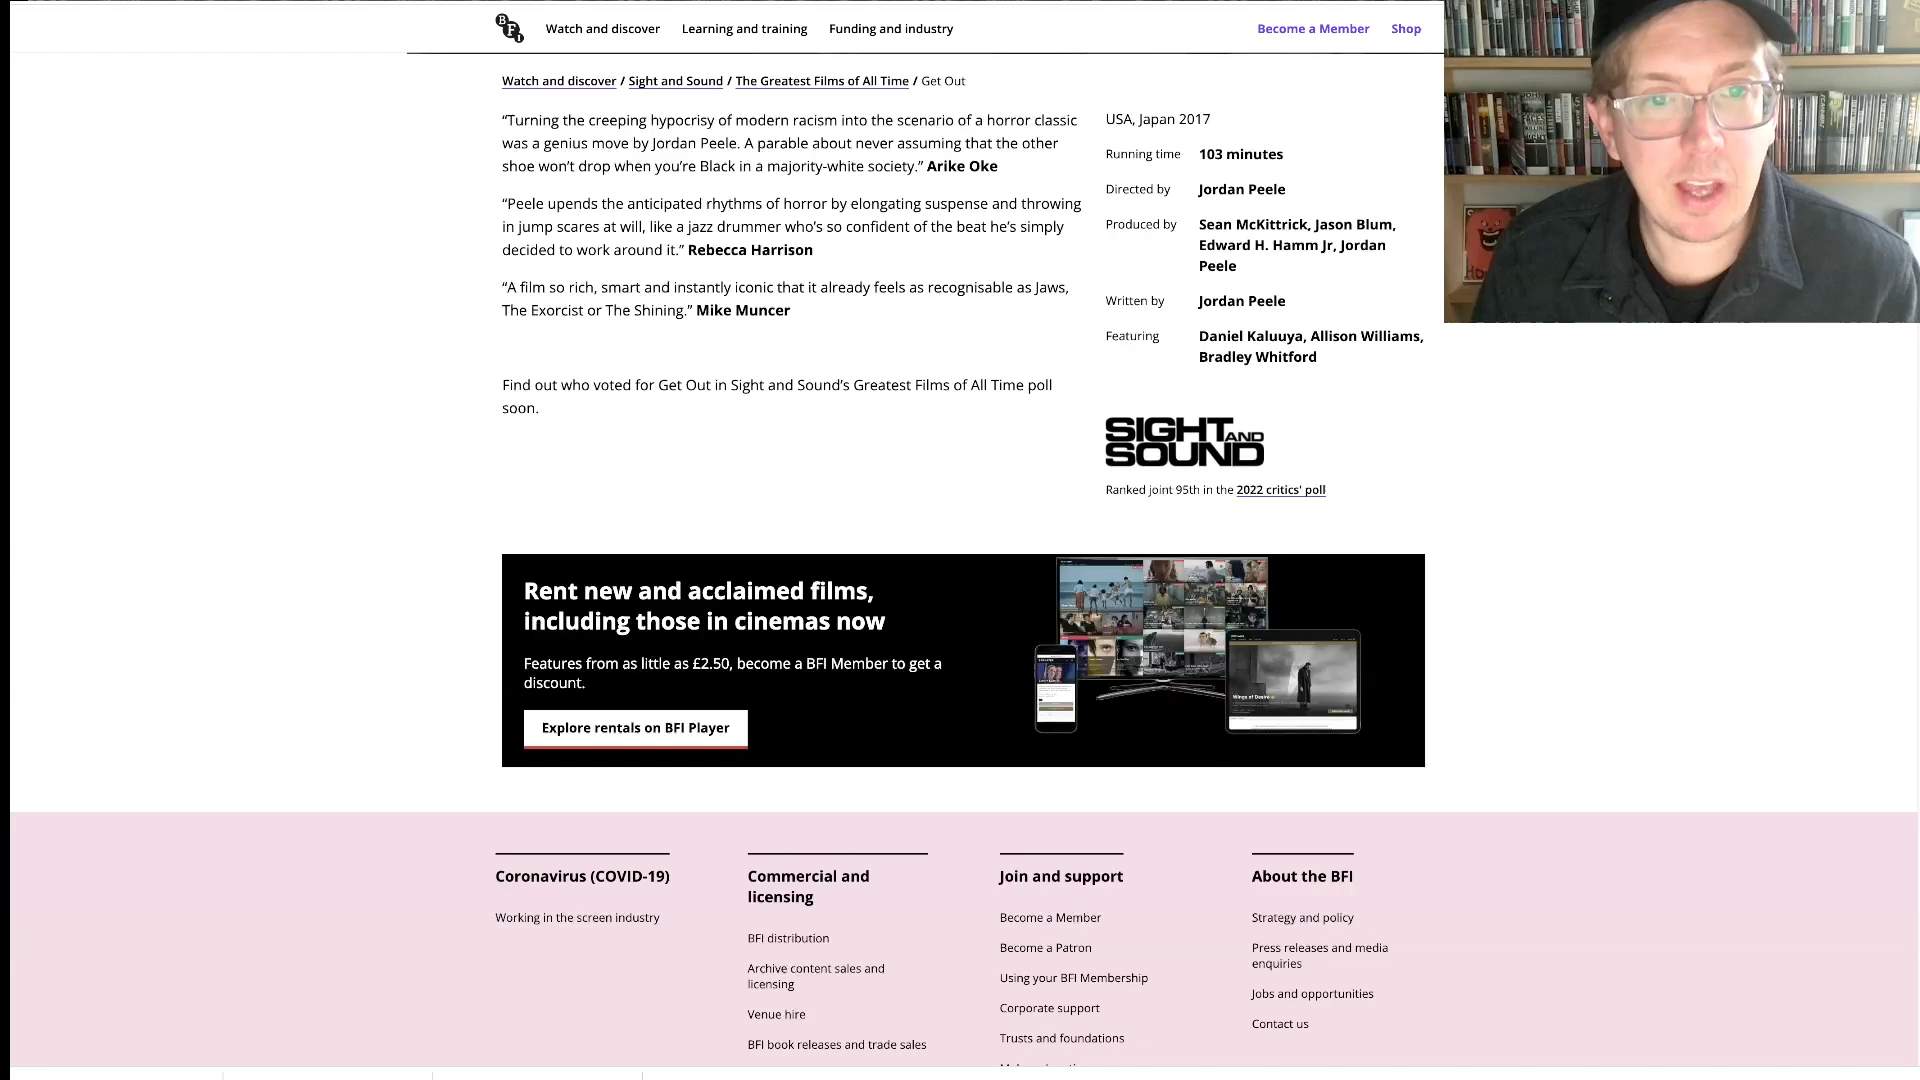 BFI
Watch and discover
Learning and training
Funding and industry
Become a Member
Shop
Watch and discover / Sight and Sound / The Greatest Films of All Time / Get Out
“Turning the creeping hypocrisy of modern racism into the scenario of a horror classic
was a genius move by Jordan Peele. A parable about never assuming that the other
shoe won’t drop when you’re Black in a majority-white society.” Arike Oke
“Peele upends the anticipated rhythms of horror by elongating suspense and throwing
in jump scares at will, like a jazz drummer who’s so confident of the beat he’s simply
decided to work around it.” Rebecca Harrison
“A film so rich, smart and instantly iconic that it already feels as recognisable as Jaws,
The Exorcist or The Shining.” Mike Muncer
Find out who voted for Get Out in Sight and Sound’s Greatest Films of All Time poll
soon.
USA, Japan 2017
Running time 103 minutes
Directed by Jordan Peele
Produced by Sean McKittrick, Jason Blum,
Edward H. Hamm Jr, Jordan
Peele
Written by Jordan Peele
Featuring Daniel Kaluuya, Allison Williams,
Bradley Whitford
SIGHT AND
SOUND
Ranked joint 95th in the 2022 critics' poll
Rent new and acclaimed films,
including those in cinemas now
Features from as little as £2.50, become a BFI Member to get a
discount.
Explore rentals on BFI Player
Wings of Desire
Coronavirus (COVID-19)
Working in the screen industry
Commercial and
licensing
BFI distribution
Archive content sales and
licensing
Venue hire
BFI book releases and trade sales
Join and support
Become a Member
Become a Patron
Using your BFI Membership
Corporate support
Trusts and foundations
About the BFI
Strategy and policy
Press releases and media
enquiries
Jobs and opportunities
Contact us